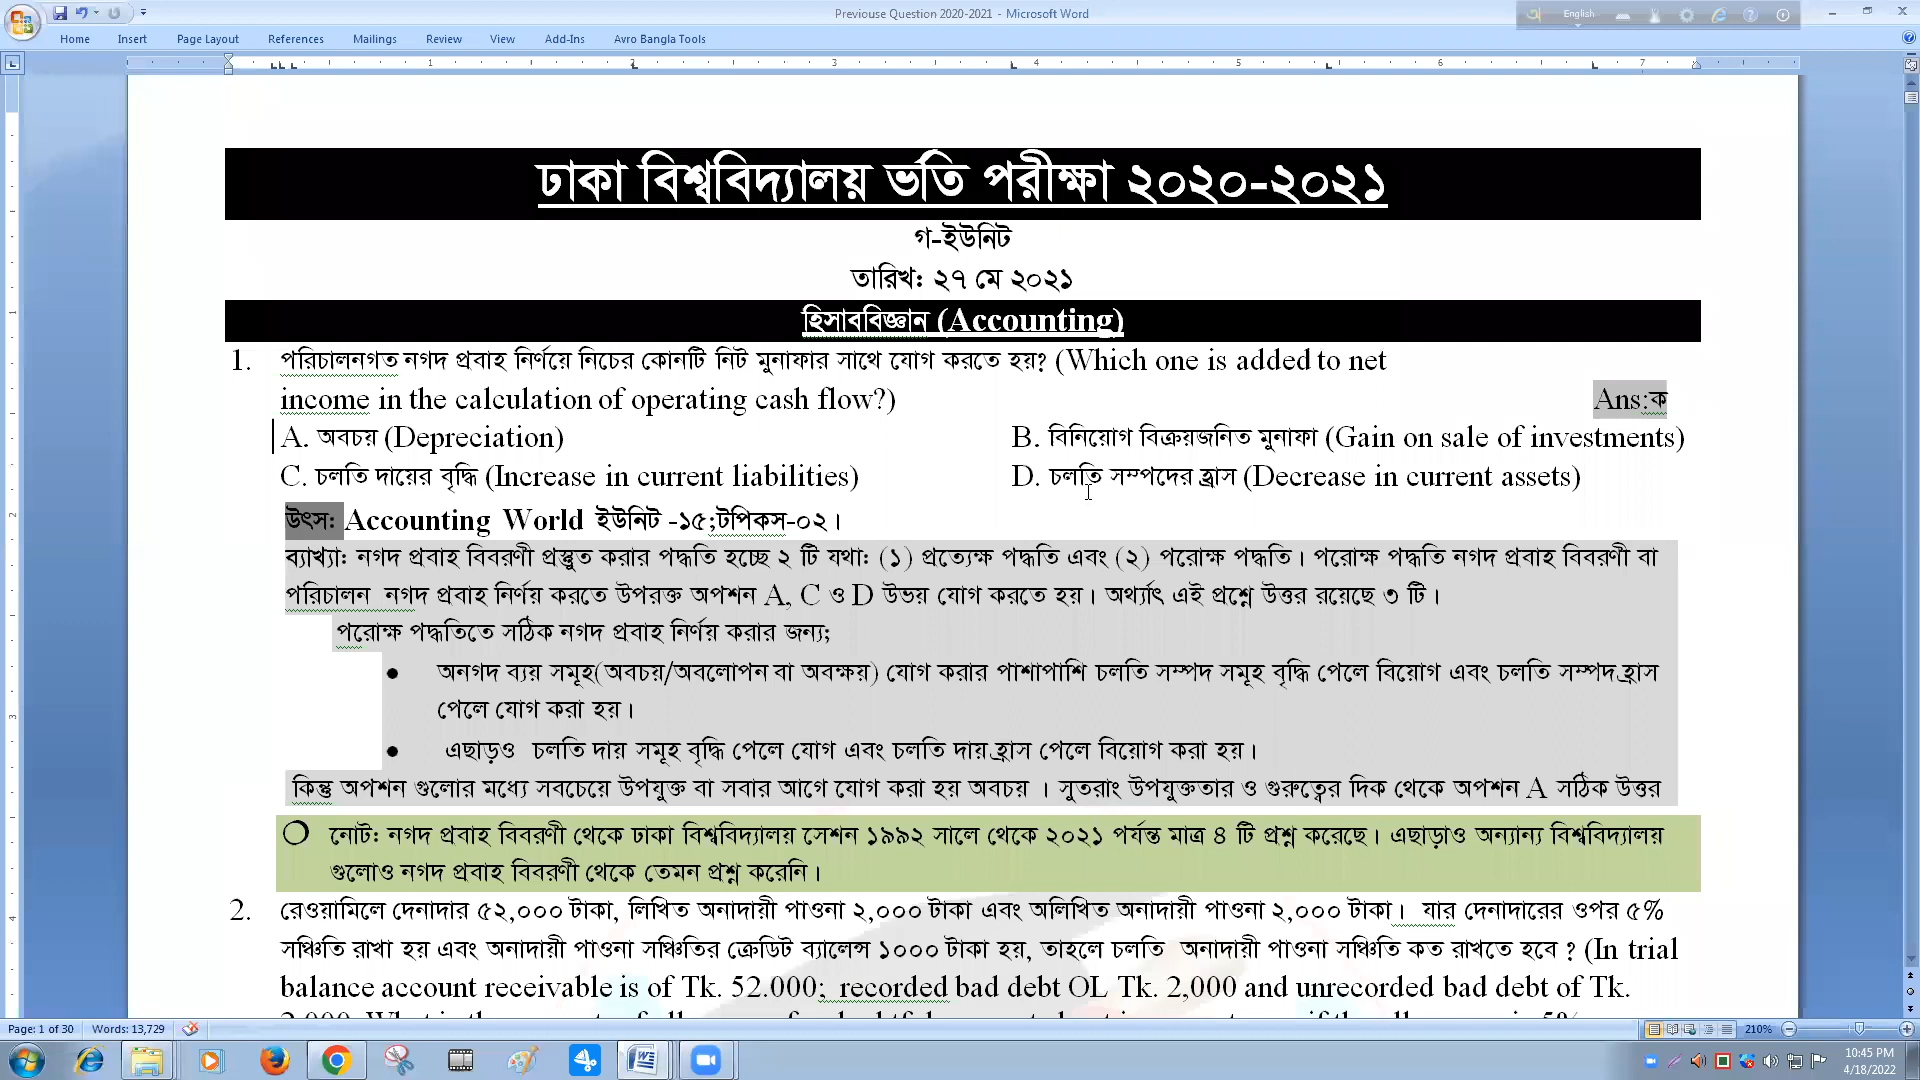 Previouse Question 2020-2021 - Microsoft Word
English
Home Insert Page Layout References Mailings Review View Add-Ins Avro Bangla Tools
1 2 3 4 5 6 7
ঢাকা বিশ্ববিদ্যালয় ভর্তি পরীক্ষা ২০২০-২০২১
গ-ইউনিট
তারিখ: ২৭ মে ২০২১
হিসাববিজ্ঞান (Accounting)
1. পরিচালনগত নগদ প্রবাহ নির্ণয়ে নিচের কোনটি নিট মুনাফার সাথে যোগ করতে হয়? (Which one is added to net
income in the calculation of operating cash flow?) Ans:ক
A. অবচয় (Depreciation) B. বিনিয়োগ বিক্রয়জনিত মুনাফা (Gain on sale of investments)
C. চলতি দায়ের বৃদ্ধি (Increase in current liabilities) D. চলতি সম্পদের হ্রাস (Decrease in current assets)
উৎস: Accounting World ইউনিট -১৫;টপিকস-০২।
ব্যাখ্যা: নগদ প্রবাহ বিবরণী প্রস্তুত করার পদ্ধতি হচ্ছে ২ টি যথা: (১) প্রত্যেক্ষ পদ্ধতি এবং (২) পরোক্ষ পদ্ধতি। পরোক্ষ পদ্ধতি নগদ প্রবাহ বিবরণী বা
পরিচালন নগদ প্রবাহ নির্ণয় করতে উপরক্ত অপশন A, C ও D উভয় যোগ করতে হয়। অর্থ্যাৎ এই প্রশ্নে উত্তর রয়েছে ৩ টি।
পরোক্ষ পদ্ধতিতে সঠিক নগদ প্রবাহ নির্ণয় করার জন্য;
● অনগদ ব্যয় সমূহ(অবচয়/অবলোপন বা অবক্ষয়) যোগ করার পাশাপাশি চলতি সম্পদ সমূহ বৃদ্ধি পেলে বিয়োগ এবং চলতি সম্পদ হ্রাস
পেলে যোগ করা হয়।
● এছাড়ও চলতি দায় সমূহ বৃদ্ধি পেলে যোগ এবং চলতি দায় হ্রাস পেলে বিয়োগ করা হয়।
কিন্তু অপশন গুলোর মধ্যে সবচেয়ে উপযুক্ত বা সবার আগে যোগ করা হয় অবচয় । সুতরাং উপযুক্ততার ও গুরুত্বের দিক থেকে অপশন A সঠিক উত্তর
নোট: নগদ প্রবাহ বিবরণী থেকে ঢাকা বিশ্ববিদ্যালয় সেশন ১৯৯২ সালে থেকে ২০২১ পর্যন্ত মাত্র ৪ টি প্রশ্ন করেছে। এছাড়াও অন্যান্য বিশ্ববিদ্যালয়
গুলোও নগদ প্রবাহ বিবরণী থেকে তেমন প্রশ্ন করেনি।
2. রেওয়ামিলে দেনাদার ৫২,০০০ টাকা, লিখিত অনাদায়ী পাওনা ২,০০০ টাকা এবং অলিখিত অনাদায়ী পাওনা ২,০০০ টাকা। যার দেনাদারের ওপর ৫%
সঞ্চিতি রাখা হয় এবং অনাদায়ী পাওনা সঞ্চিতির ক্রেডিট ব্যালেন্স ১০০০ টাকা হয়, তাহলে চলতি অনাদায়ী পাওনা সঞ্চিতি কত রাখতে হবে ? (In trial
balance account receivable is of Tk. 52.000; recorded bad debt OL Tk. 2,000 and unrecorded bad debt of Tk.
Page: 1 of 30 Words: 13,729 210%
10:45 PM
4/18/2022